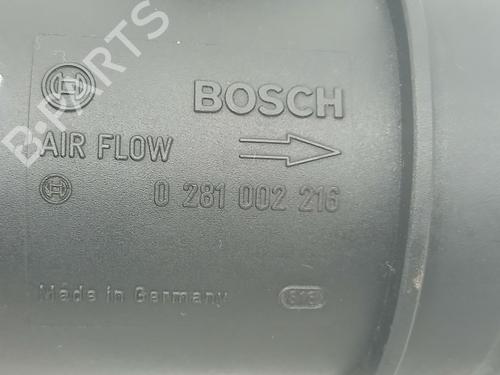 B-PARTS
BOSCH
AIR FLOW
0 281 002 216
Made in Germany